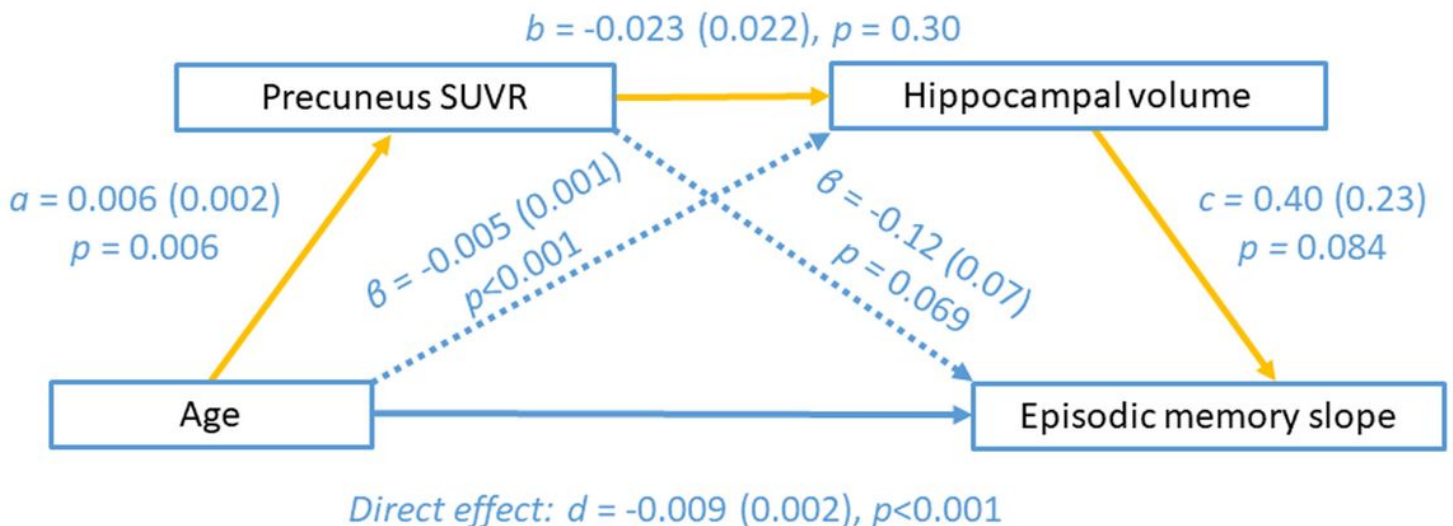 b = -0.023 (0.022), p = 0.30
Precuneus SUVR
Hippocampal volume
a = 0.006 (0.002)
p = 0.006
β = -0.005 (0.001)
p<0.001
β = -0.12 (0.07)
p = 0.069
c = 0.40 (0.23)
p = 0.084
Age
Episodic memory slope
Direct effect: d = -0.009 (0.002), p<0.001